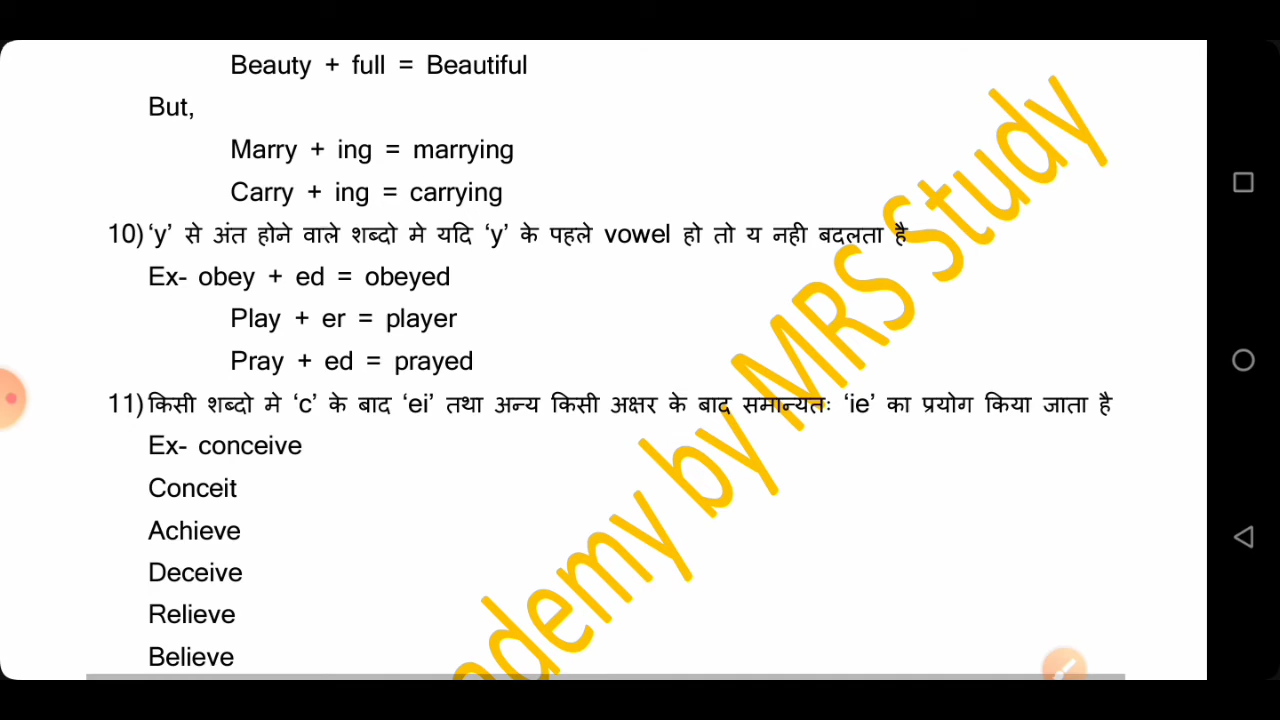 Beauty + full = Beautiful
But,
Marry + ing = marrying
Carry + ing = carrying
10) ‘y’ से अंत होने वाले शब्दो मे यदि ‘y’ के पहले vowel हो तो य नही बदलता है
Ex- obey + ed = obeyed
Play + er = player
Pray + ed = prayed
11) किसी शब्दो मे ‘c’ के बाद ‘ei’ तथा अन्य किसी अक्षर के बाद समान्यतः ‘ie’ का प्रयोग किया जाता है
Ex- conceive
Conceit
Achieve
Deceive
Relieve
Believe
ademy by MRS Study